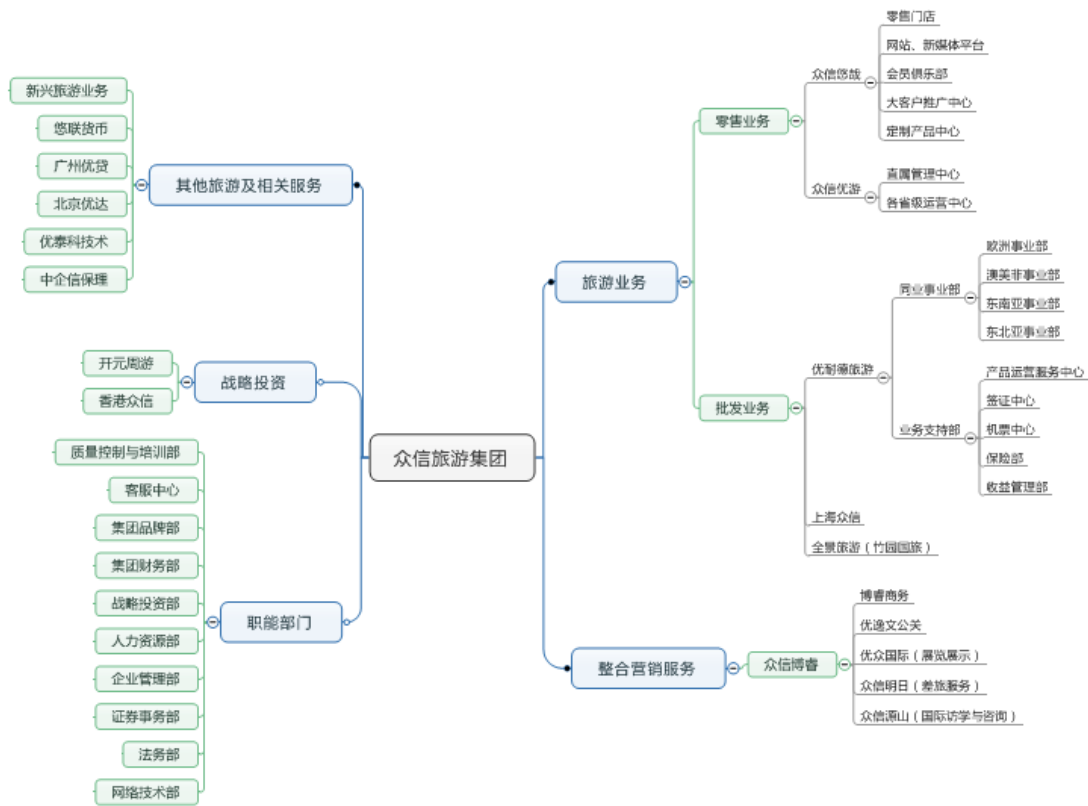 众信旅游集团
旅游业务
零售业务
众信悠哉
零售门店
网站、新媒体平台
会员俱乐部
大客户推广中心
定制产品中心
众信优游
直属管理中心
各省级运营中心
批发业务
优耐德旅游
同业事业部
欧洲事业部
澳美非事业部
东南亚事业部
东北亚事业部
业务支持部
产品运营服务中心
签证中心
机票中心
保险部
收益管理部
上海众信
全景旅游（竹园国旅）
整合营销服务
众信博睿
博睿商务
优逸文公关
优众国际（展览展示）
众信明日（差旅服务）
众信源山（国际访学与咨询）
其他旅游及相关服务
新兴旅游业务
悠联货币
广州优贷
北京优达
优泰科技术
中企信保理
战略投资
开元周游
香港众信
职能部门
质量控制与培训部
客服中心
集团品牌部
集团财务部
战略投资部
人力资源部
企业管理部
证券事务部
法务部
网络技术部